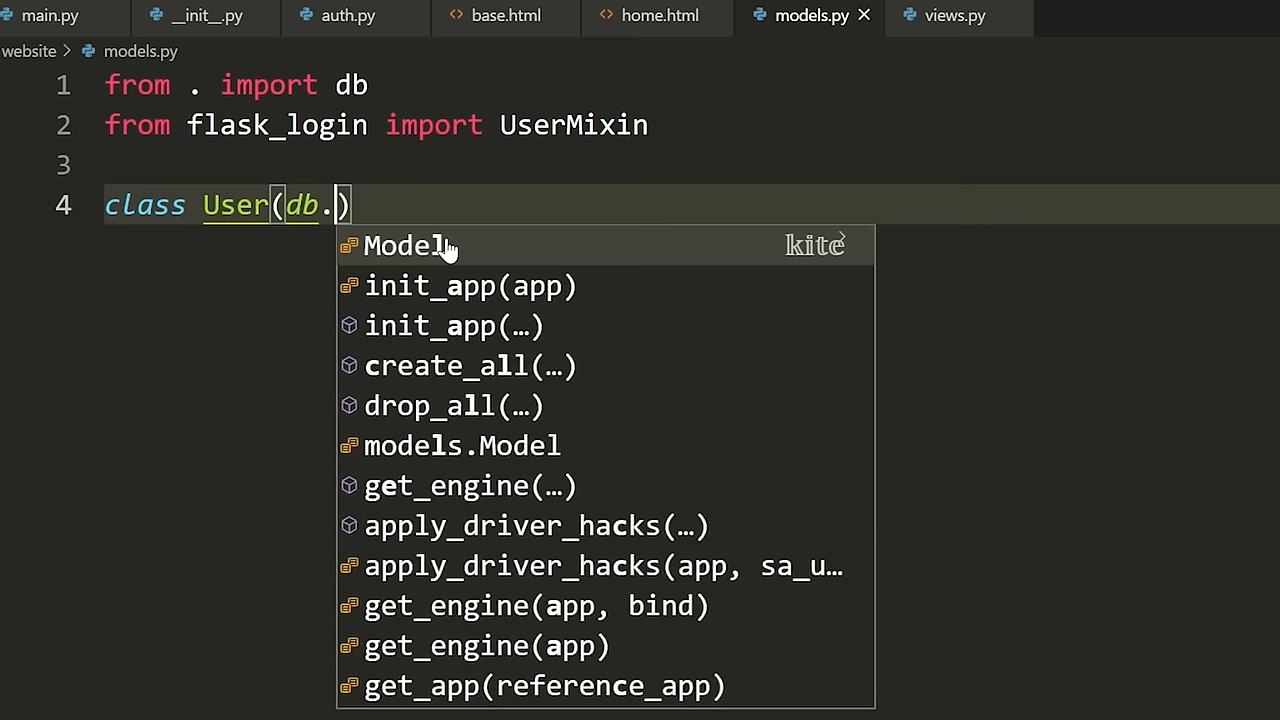 main.py __init__.py auth.py base.html home.html models.py views.py
website > models.py
1 from . import db
2 from flask_login import UserMixin
3
4 class User(db.)
Model kite
init_app(app)
init_app(…)
create_all(…)
drop_all(…)
models.Model
get_engine(…)
apply_driver_hacks(…)
apply_driver_hacks(app, sa_u…
get_engine(app, bind)
get_engine(app)
get_app(reference_app)